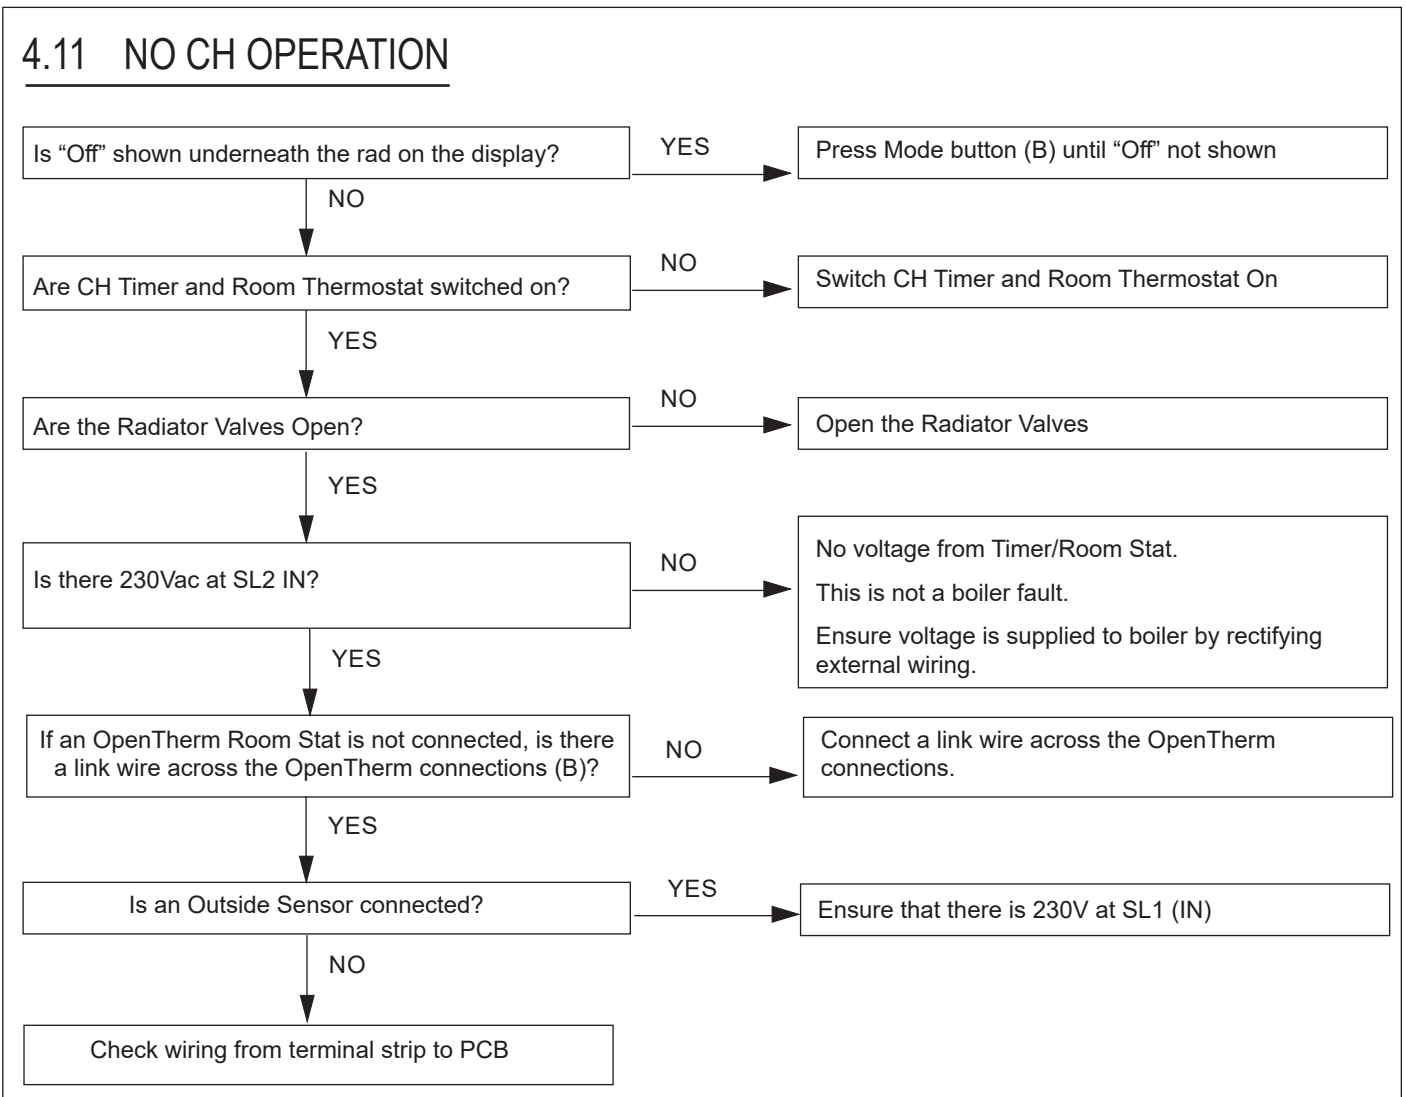 4.11 NO CH OPERATION
Is “Off” shown underneath the rad on the display?
YES
Press Mode button (B) until “Off” not shown
NO
Are CH Timer and Room Thermostat switched on?
NO
Switch CH Timer and Room Thermostat On
YES
Are the Radiator Valves Open?
NO
Open the Radiator Valves
YES
Is there 230Vac at SL2 IN?
NO
No voltage from Timer/Room Stat.
This is not a boiler fault.
Ensure voltage is supplied to boiler by rectifying
external wiring.
YES
If an OpenTherm Room Stat is not connected, is there
a link wire across the OpenTherm connections (B)?
NO
Connect a link wire across the OpenTherm
connections.
YES
Is an Outside Sensor connected?
YES
Ensure that there is 230V at SL1 (IN)
NO
Check wiring from terminal strip to PCB